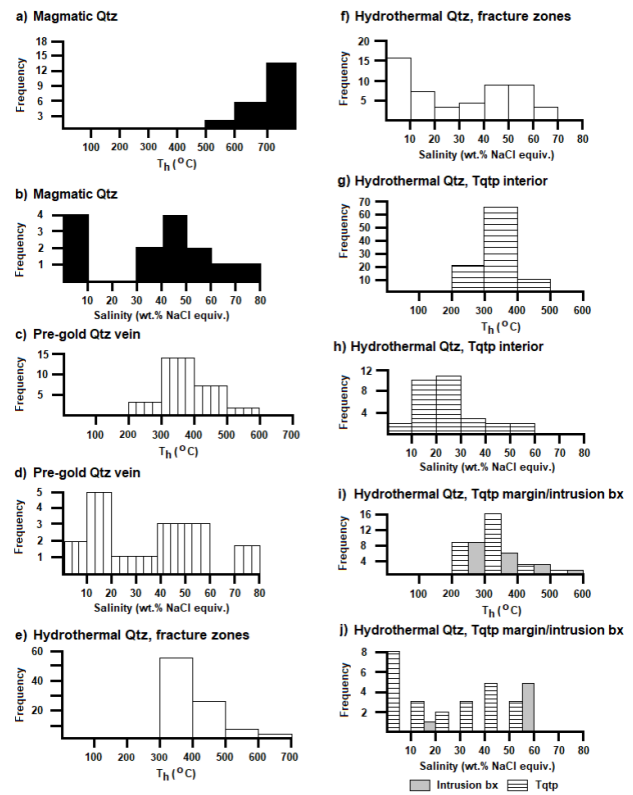 a) Magmatic Qtz
Frequency
18
15
12
9
6
3
100 200 300 400 500 600 700
Th (°C)
b) Magmatic Qtz
Frequency
4
3
2
1
10 20 30 40 50 60 70 80
Salinity (wt.% NaCl equiv.)
c) Pre-gold Qtz vein
Frequency
15
10
5
100 200 300 400 500 600 700
Th (°C)
d) Pre-gold Qtz vein
Frequency
5
4
3
2
1
10 20 30 40 50 60 70 80
Salinity (wt.% NaCl equiv.)
e) Hydrothermal Qtz, fracture zones
Frequency
60
40
20
100 200 300 400 500 600 700
Th (°C)
f) Hydrothermal Qtz, fracture zones
Frequency
20
15
10
5
10 20 30 40 50 60 70 80
Salinity (wt.% NaCl equiv.)
g) Hydrothermal Qtz, Tqtp interior
Frequency
70
60
50
40
30
20
10
100 200 300 400 500 600
Th (°C)
h) Hydrothermal Qtz, Tqtp interior
Frequency
12
8
4
10 20 30 40 50 60 70 80
Salinity (wt.% NaCl equiv.)
i) Hydrothermal Qtz, Tqtp margin/intrusion bx
Frequency
16
12
8
4
100 200 300 400 500 600
Th (°C)
j) Hydrothermal Qtz, Tqtp margin/intrusion bx
Frequency
8
6
4
2
10 20 30 40 50 60 70 80
Salinity (wt.% NaCl equiv.)
Intrusion bx Tqtp